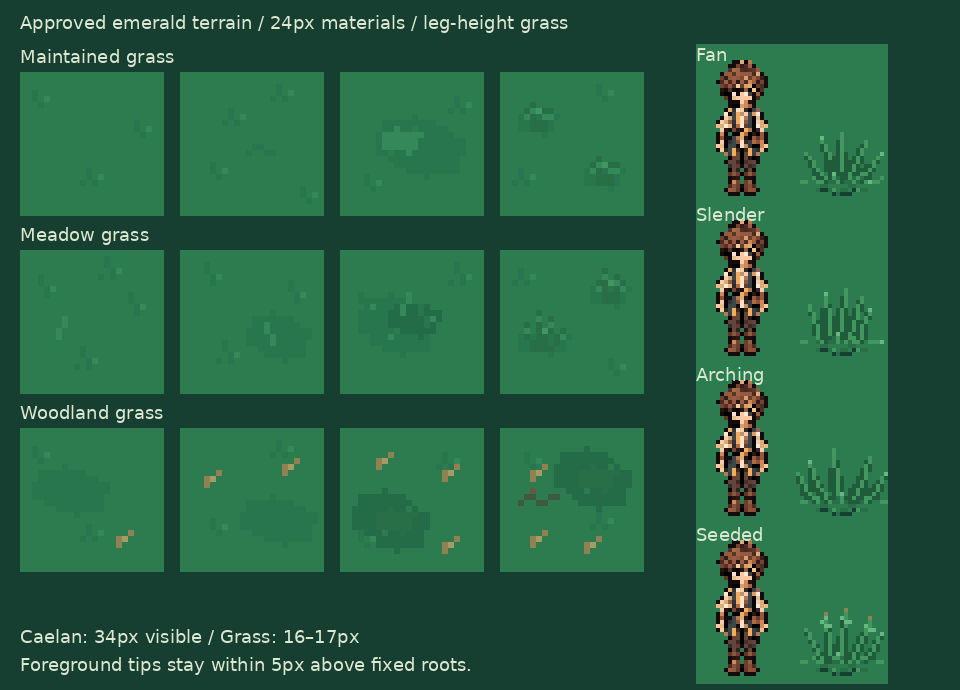 Approved emerald terrain / 24px materials / leg-height grass
Maintained grass
Meadow grass
Woodland grass
Fan
Slender
Arching
Seeded
Caelan: 34px visible / Grass: 16–17px
Foreground tips stay within 5px above fixed roots.